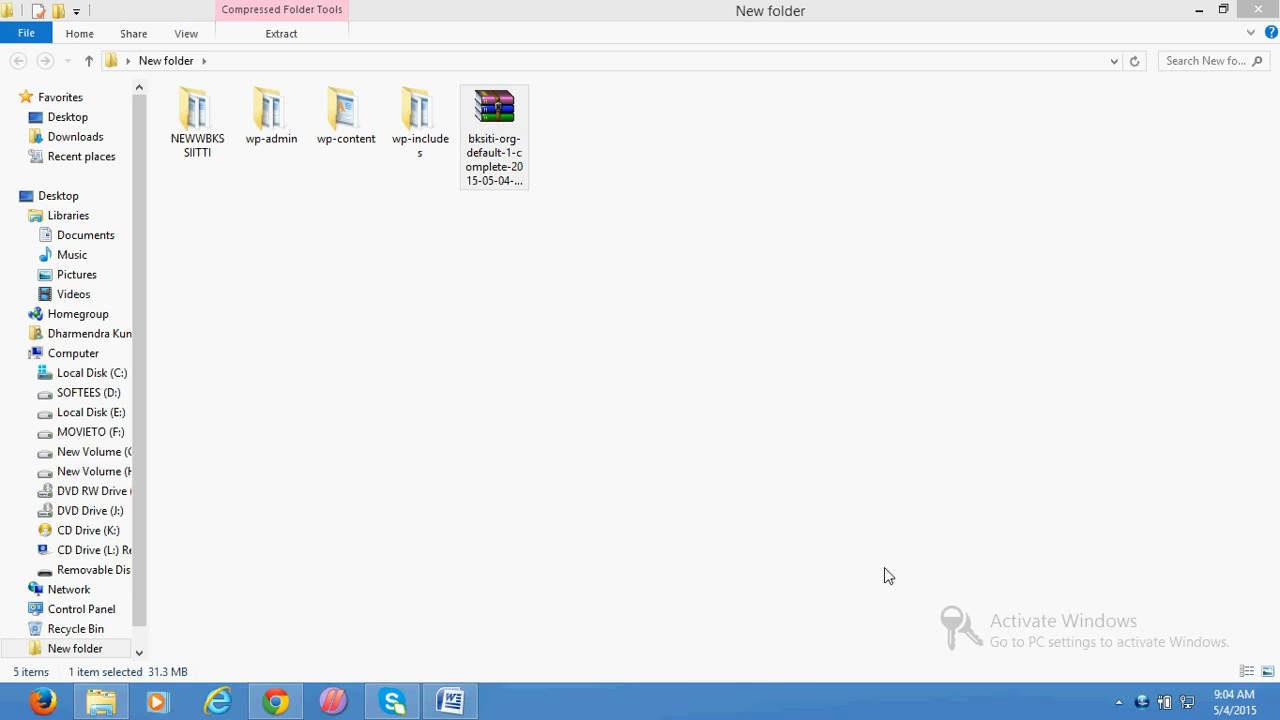 Compressed Folder Tools
New folder
File
Home
Share
View
Extract
New folder
Search New fo...
Favorites
Desktop
Downloads
Recent places
Desktop
Libraries
Documents
Music
Pictures
Videos
Homegroup
Dharmendra Kun
Computer
Local Disk (C:)
SOFTEES (D:)
Local Disk (E:)
MOVIETO (F:)
New Volume (
New Volume (
DVD RW Drive
DVD Drive (J:)
CD Drive (K:)
CD Drive (L:) Re
Removable Dis
Network
Control Panel
Recycle Bin
New folder
NEWWBKS
SIITTI
wp-admin
wp-content
wp-include
s
bksiti-org-
default-1-c
omplete-20
15-05-04-...
Activate Windows
Go to PC settings to activate Windows.
5 items
1 item selected 31.3 MB
9:04 AM
5/4/2015